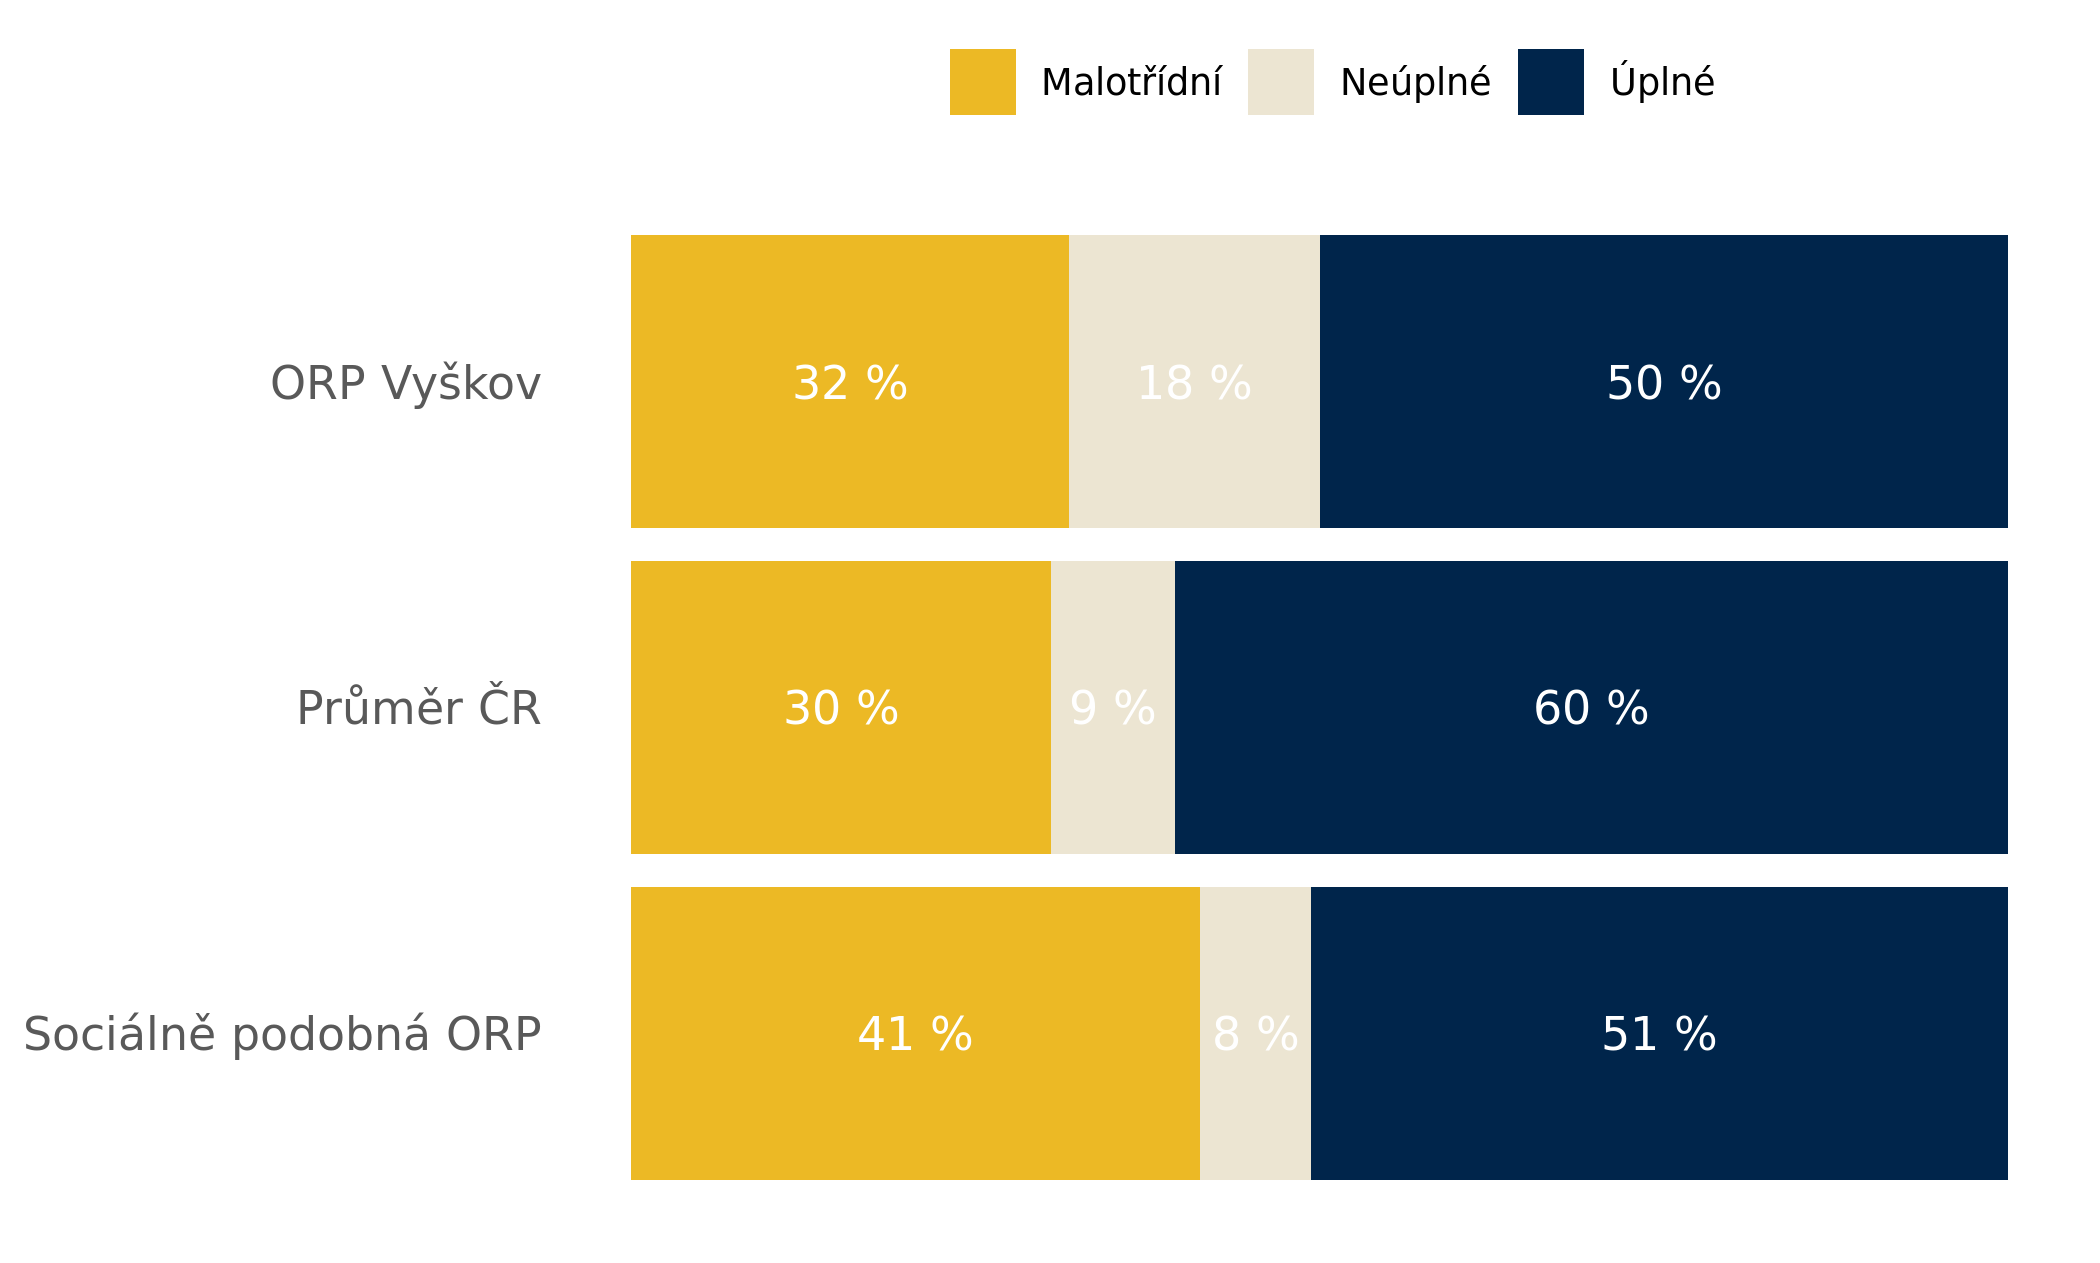 Malotřídní Neúplné Úplné
ORP Vyškov 32 % 18 % 50 %
Průměr ČR 30 % 9 % 60 %
Sociálně podobná ORP 41 % 8 % 51 %